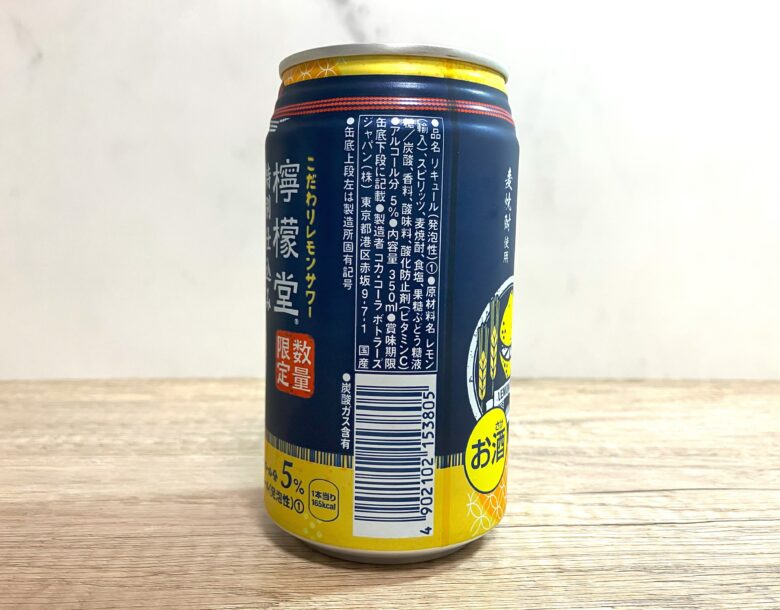 ●品名 リキュール(発泡性)①●原材料名 レモン
(輸入)、スピリッツ、麦焼酎、食塩、果糖ぶどう糖液
糖/炭酸、香料、酸味料、酸化防止剤(ビタミンC)
●アルコール分 5%●内容量 350ml●賞味期限
缶底下段に記載●製造者 コカ・コーラ ボトラーズ
ジャパン(株) 東京都港区赤坂9-7-1 国産
●缶底上段左は製造所固有記号
●炭酸ガス含有
こだわりレモンサワー
檸檬堂®
数量
限定
麦焼酎使用
さけ
お酒
5%
(発泡性)①
1本当り
165kcal
4 902102 153805